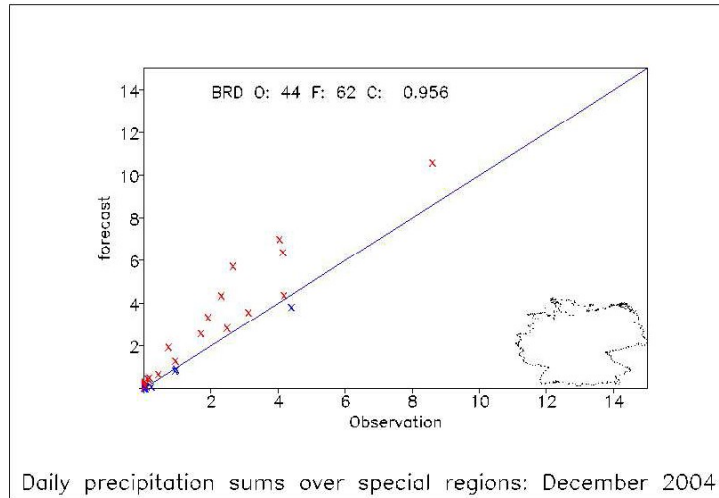 BRD O: 44 F: 62 C: 0.956
14
12
10
8
6
4
2
forecast
2 4 6 8 10 12 14
Observation
Daily precipitation sums over special regions: December 2004